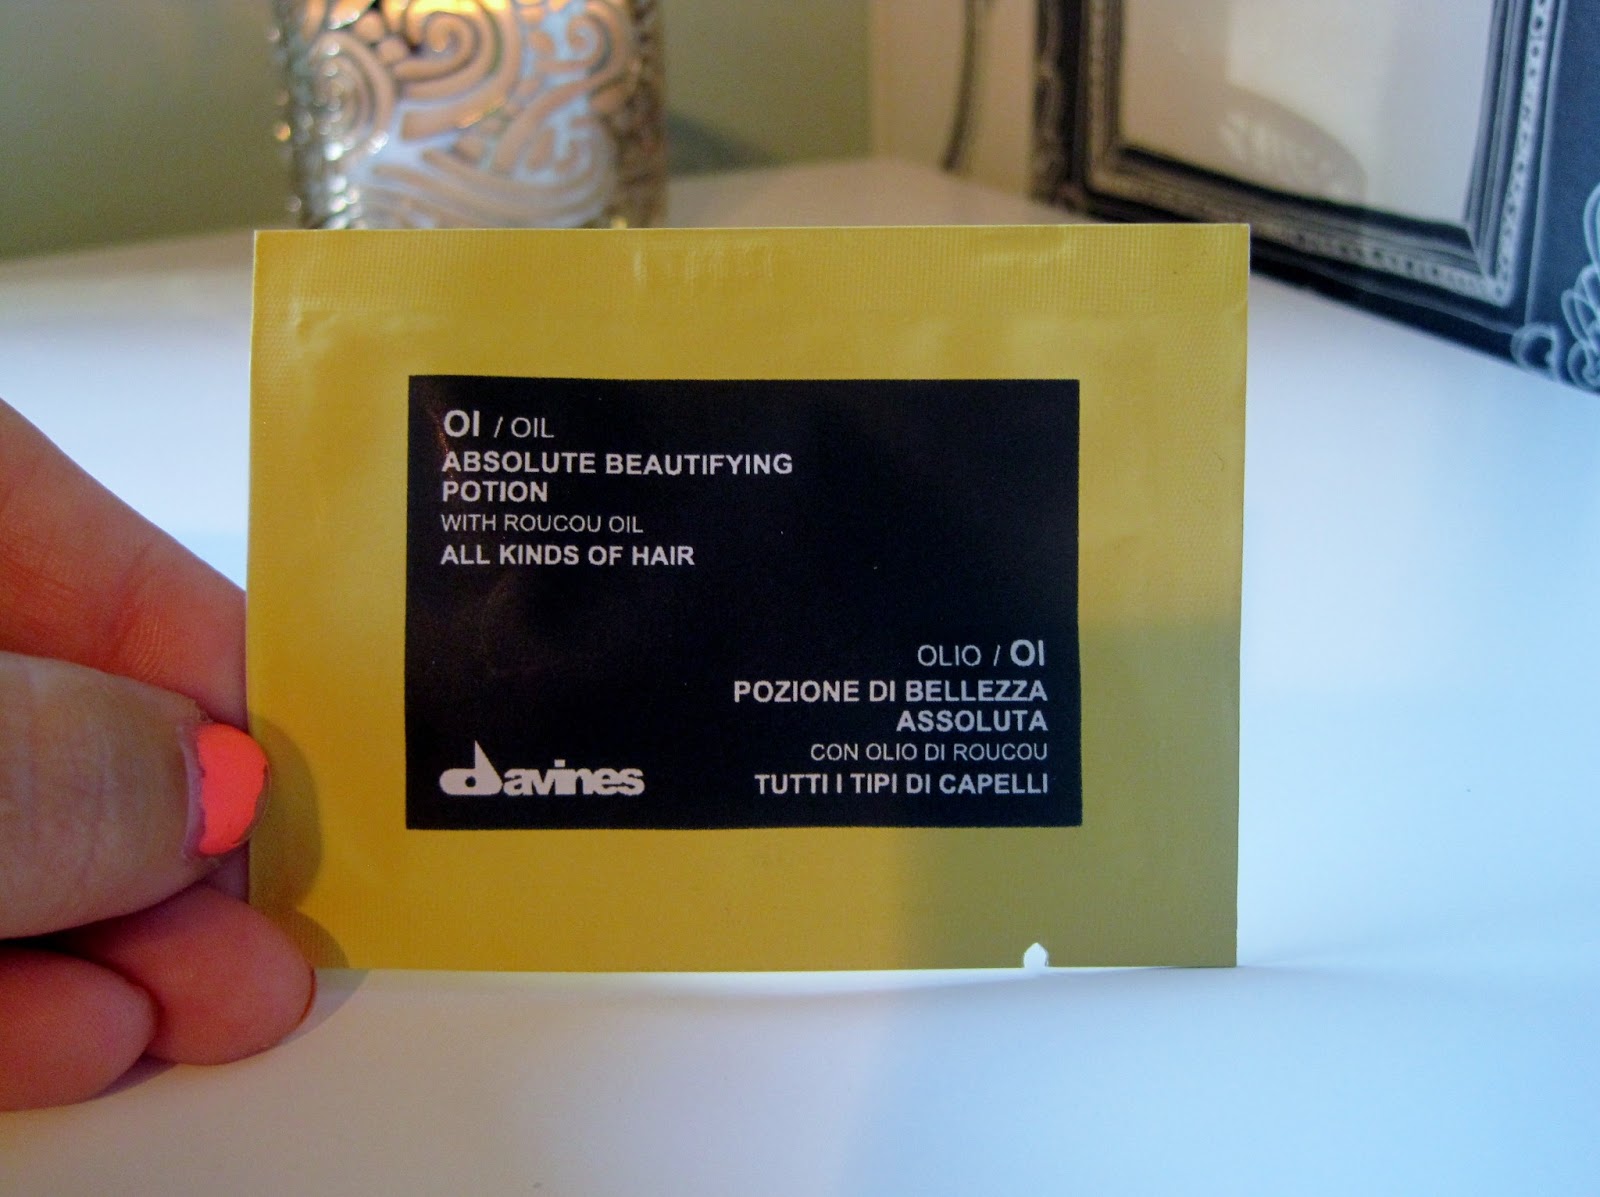 OI / OIL
ABSOLUTE BEAUTIFYING
POTION
WITH ROUCOU OIL
ALL KINDS OF HAIR
OLIO / OI
POZIONE DI BELLEZZA
ASSOLUTA
CON OLIO DI ROUCOU
TUTTI I TIPI DI CAPELLI
davines